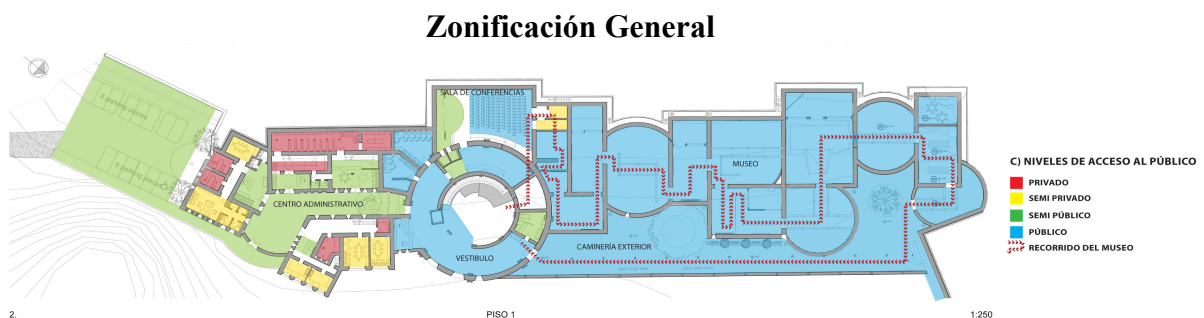 Zonificación General
SALA DE CONFERENCIAS
MUSEO
CENTRO ADMINISTRATIVO
CAMINERÍA EXTERIOR
VESTIBULO
C) NIVELES DE ACCESO AL PÚBLICO
PRIVADO
SEMI PRIVADO
SEMI PÚBLICO
PÚBLICO
RECORRIDO DEL MUSEO
2.
PISO 1
1:250